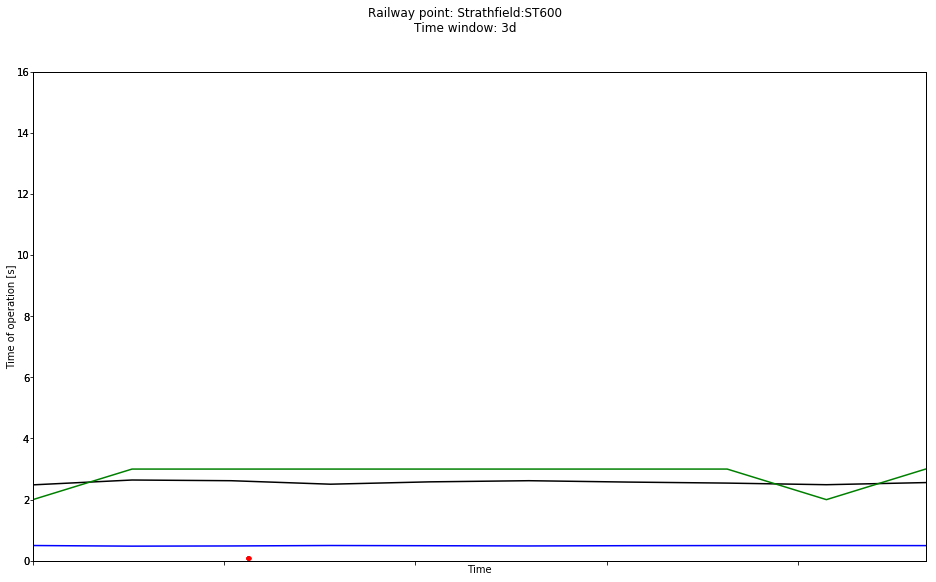 Railway point: Strathfield:ST600
Time window: 3d
16
14
12
10
8
6
4
2
0
Time of operation [s]
Time